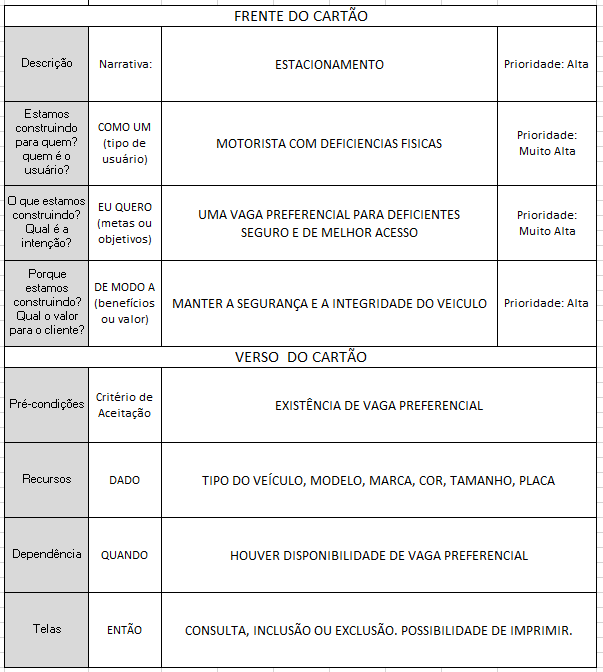 FRENTE DO CARTÃO
Descrição
Narrativa:
ESTACIONAMENTO
Prioridade: Alta
Estamos
construindo
para quem?
quem é o
usuário?
COMO UM
(tipo de
usuário)
MOTORISTA COM DEFICIENCIAS FISICAS
Prioridade:
Muito Alta
O que estamos
construindo?
Qual é a
intenção?
EU QUERO
(metas ou
objetivos)
UMA VAGA PREFERENCIAL PARA DEFICIENTES
SEGURO E DE MELHOR ACESSO
Prioridade:
Muito Alta
Porque
estamos
construindo?
Qual o valor
para o cliente?
DE MODO A
(benefícios
ou valor)
MANTER A SEGURANÇA E A INTEGRIDADE DO VEICULO
Prioridade: Alta
VERSO DO CARTÃO
Pré-condições
Critério de
Aceitação
EXISTÊNCIA DE VAGA PREFERENCIAL
Recursos
DADO
TIPO DO VEÍCULO, MODELO, MARCA, COR, TAMANHO, PLACA
Dependência
QUANDO
HOUVER DISPONIBILIDADE DE VAGA PREFERENCIAL
Telas
ENTÃO
CONSULTA, INCLUSÃO OU EXCLUSÃO. POSSIBILIDADE DE IMPRIMIR.